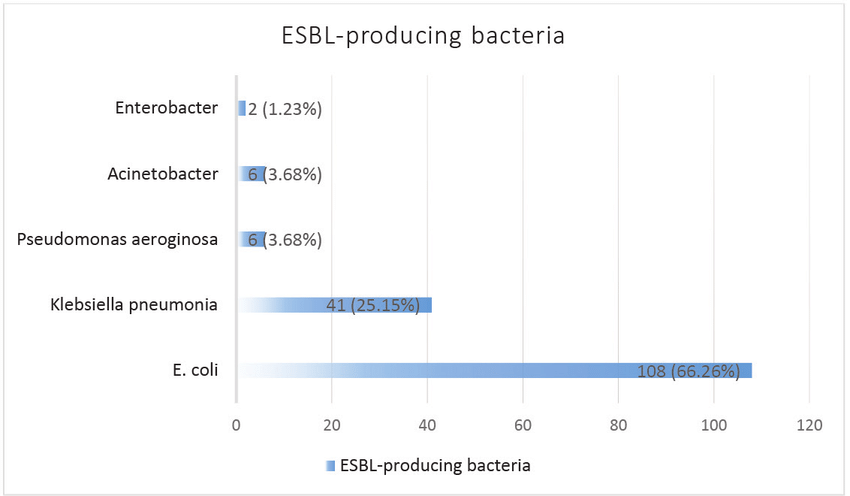 ESBL-producing bacteria
Enterobacter 2 (1.23%)
Acinetobacter 6 (3.68%)
Pseudomonas aeroginosa 6 (3.68%)
Klebsiella pneumonia 41 (25.15%)
E. coli 108 (66.26%)
0 20 40 60 80 100 120
ESBL-producing bacteria